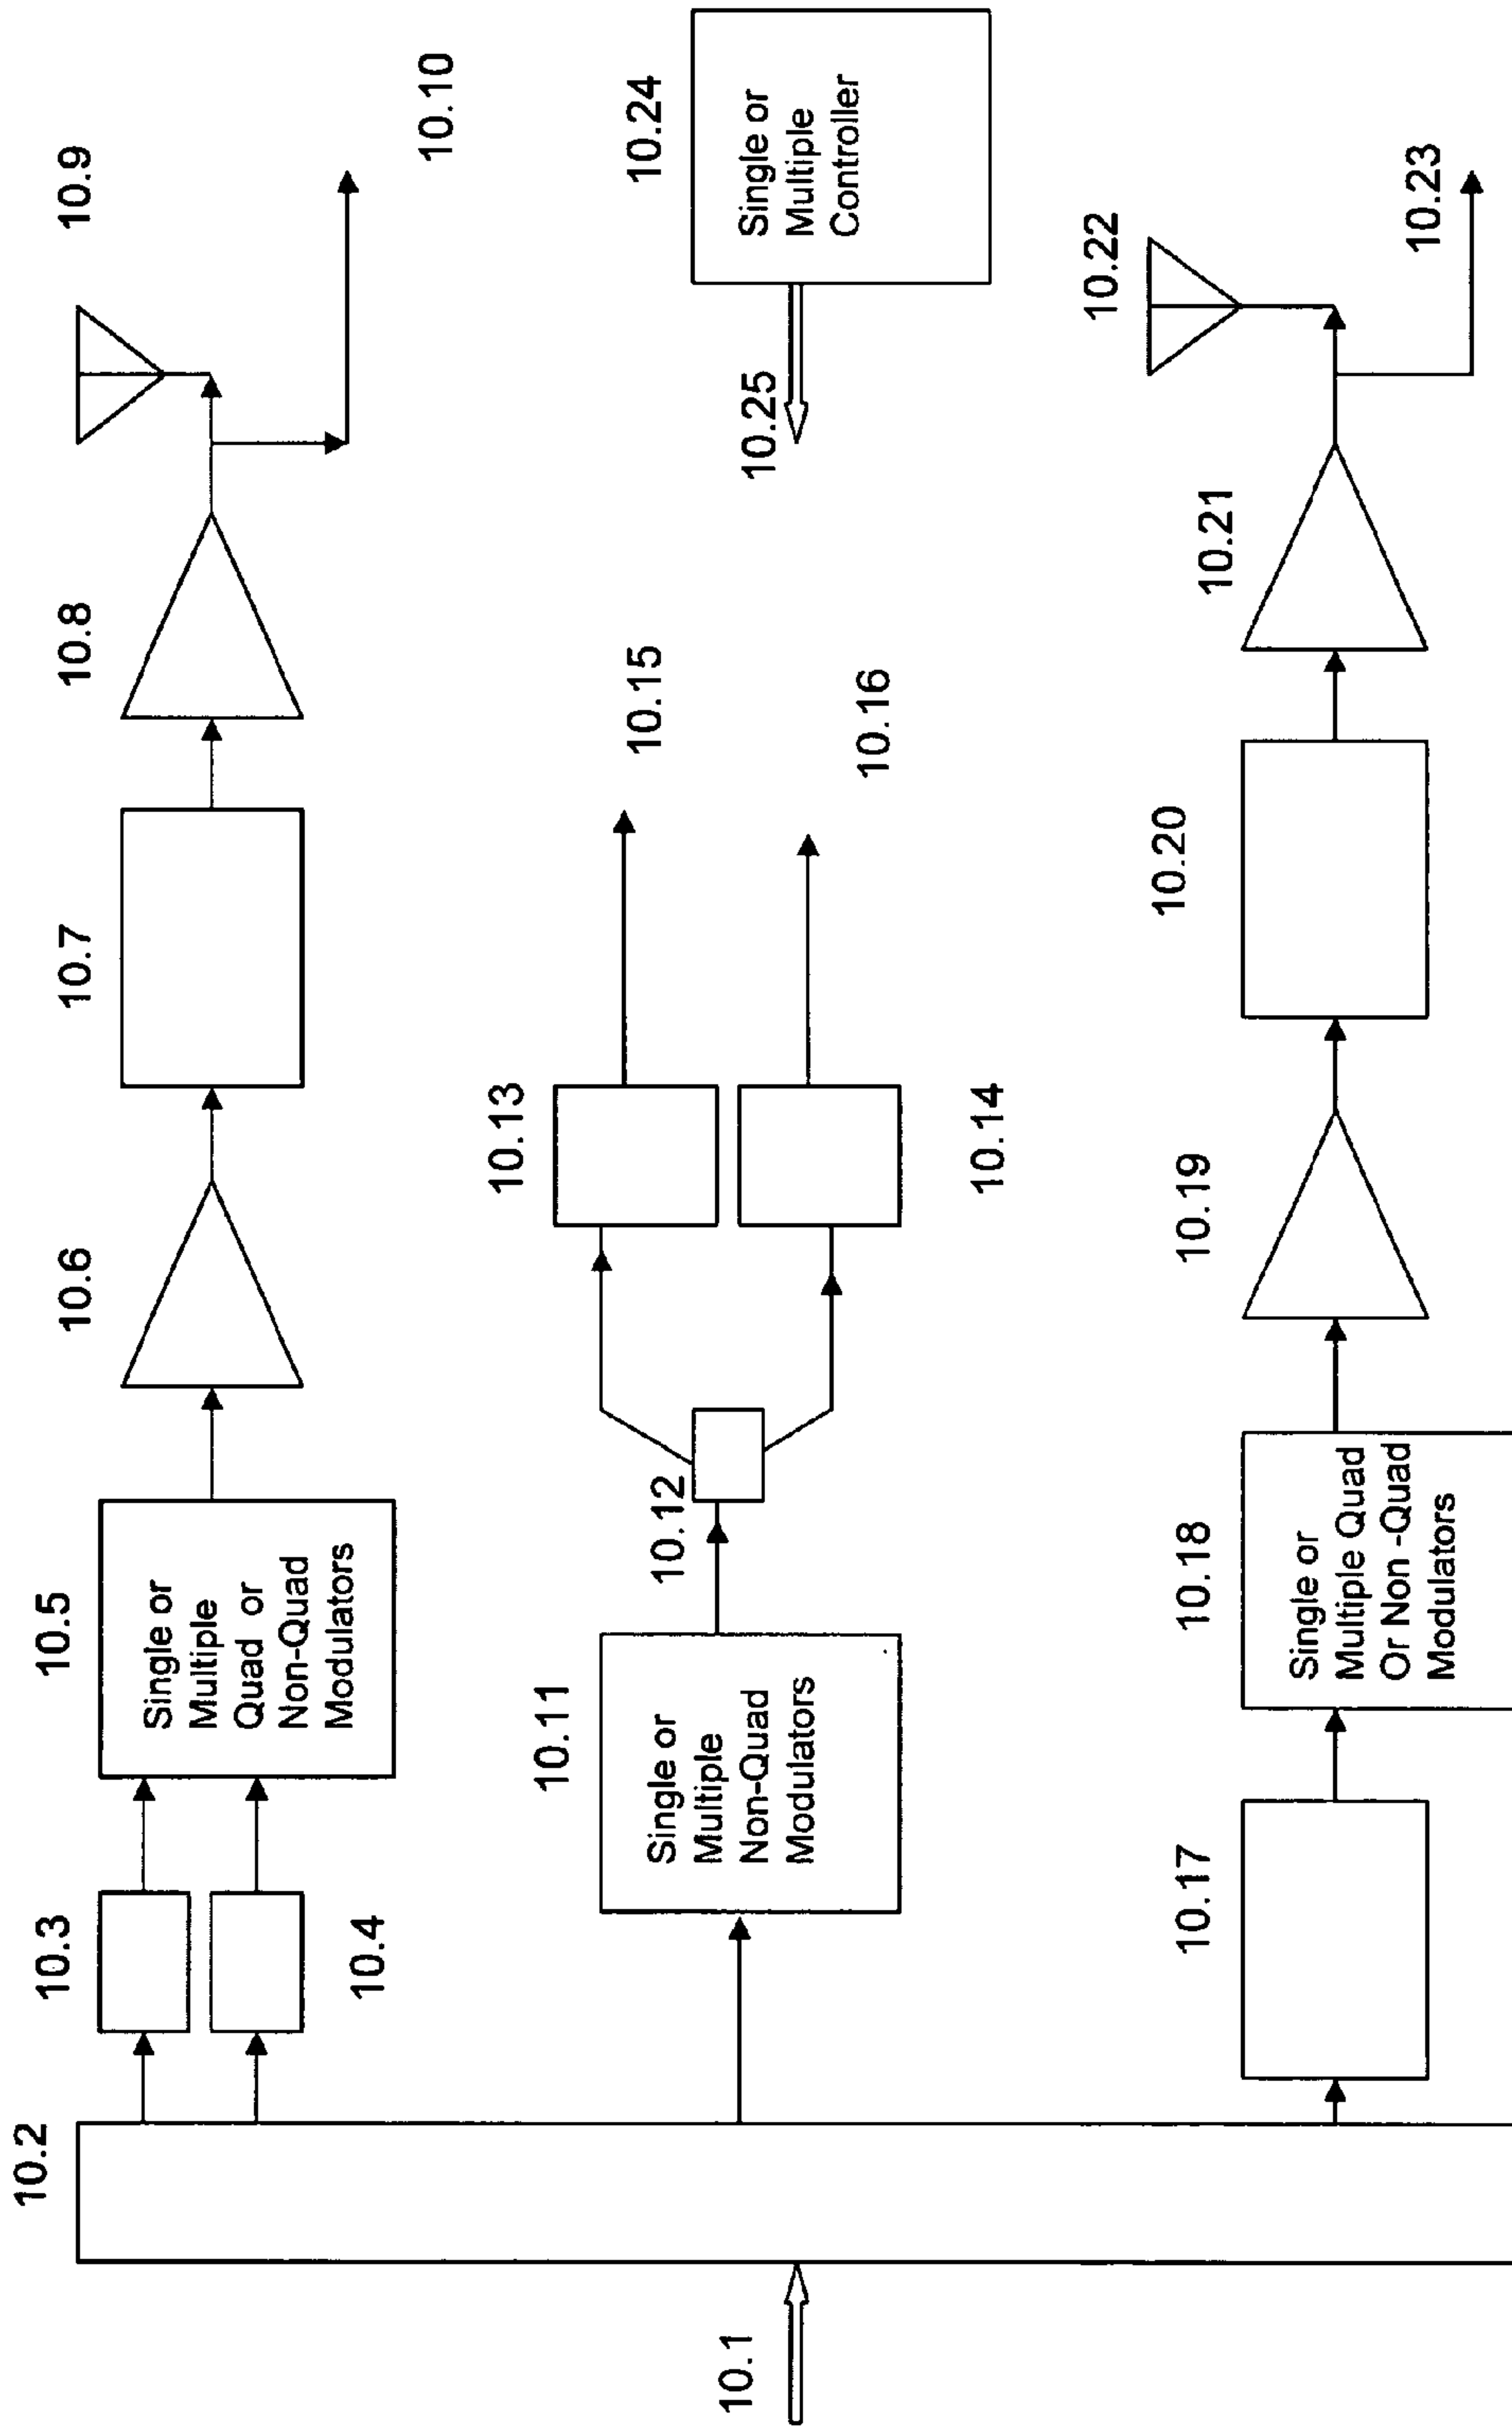 10.1
10.2
10.3
10.4
10.5
Single or
Multiple
Quad or
Non-Quad
Modulators
10.6
10.7
10.8
10.9
10.10
10.11
Single or
Multiple
Non-Quad
Modulators
10.12
10.13
10.14
10.15
10.16
10.17
10.18
Single or
Multiple Quad
Or Non -Quad
Modulators
10.19
10.20
10.21
10.22
10.23
10.24
Single or
Multiple
Controller
10.25